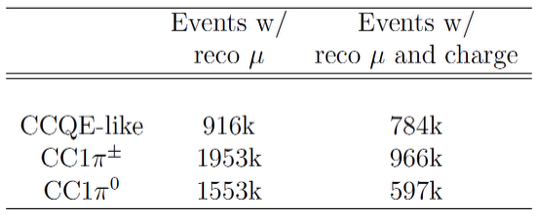 Events w/ Events w/
reco μ reco μ and charge
CCQE-like 916k 784k
CC1π± 1953k 966k
CC1π⁰ 1553k 597k